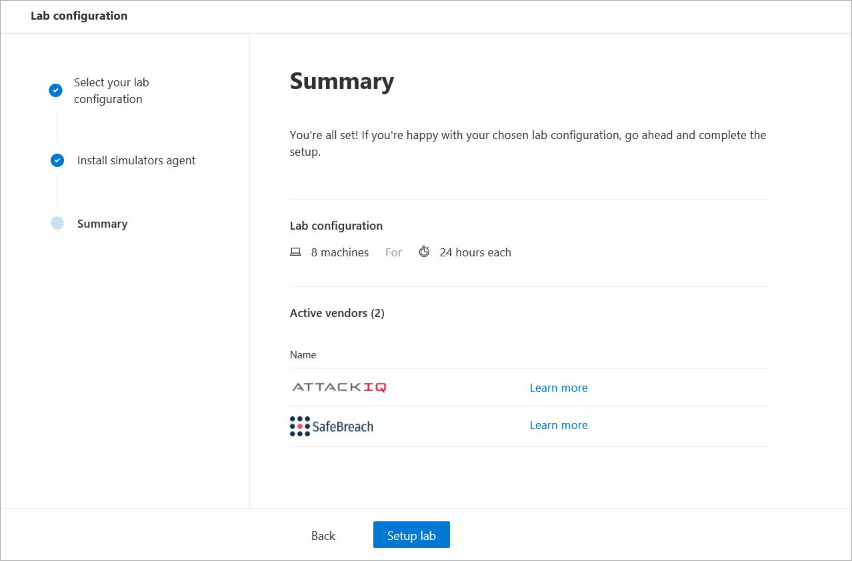 Lab configuration
Select your lab
configuration
Install simulators agent
Summary
Summary
You're all set! If you're happy with your chosen lab configuration, go ahead and complete the
setup.
Lab configuration
8 machines For 24 hours each
Active vendors (2)
Name
ATTACKIQ Learn more
SafeBreach Learn more
Back Setup lab